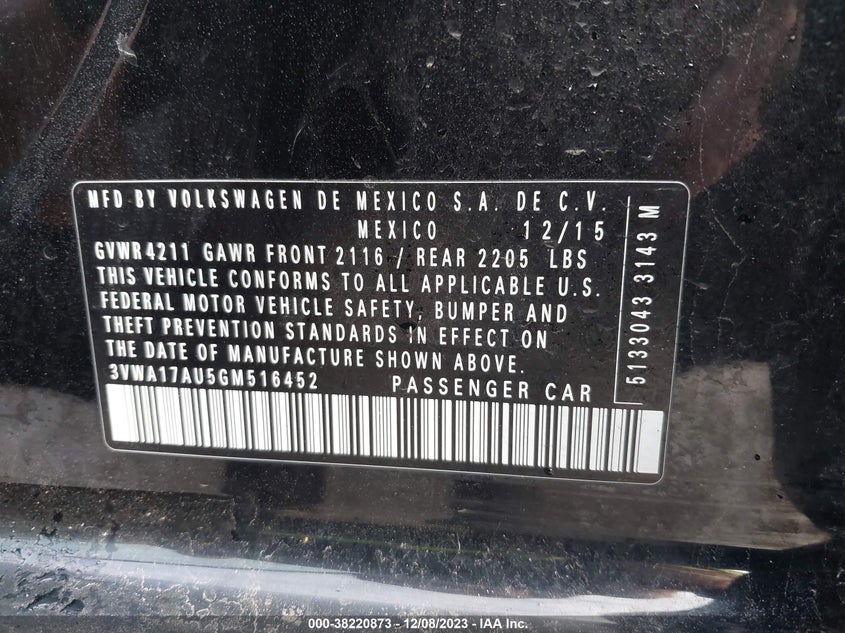 MFD BY VOLKSWAGEN DE MEXICO S.A. DE C.V.
MEXICO 12/15
GVWR4211 GAWR FRONT 2116 / REAR 2205 LBS
THIS VEHICLE CONFORMS TO ALL APPLICABLE U.S.
FEDERAL MOTOR VEHICLE SAFETY, BUMPER AND
THEFT PREVENTION STANDARDS IN EFFECT ON
THE DATE OF MANUFACTURE SHOWN ABOVE.
3VWA17AU5GM516452 PASSENGER CAR
5133043 3143 M
000-38220873 - 12/08/2023 - IAA Inc.